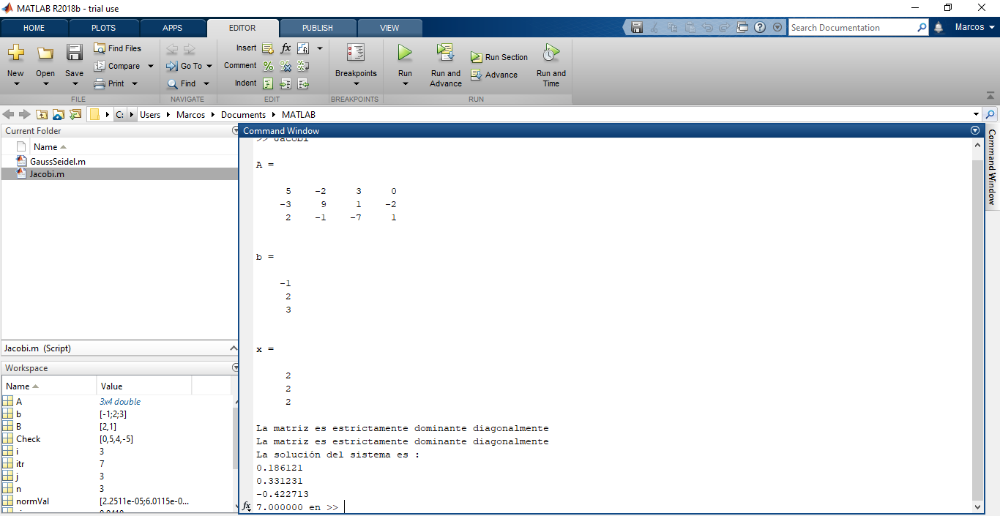 MATLAB R2018b - trial use
HOME PLOTS APPS EDITOR PUBLISH VIEW
Search Documentation
Marcos
New Open Save
Find Files
Compare
Print
Go To
Find
Insert
Comment
Indent
fx
Breakpoints
Run
Run and Advance
Run Section
Advance
Run and Time
FILE NAVIGATE EDIT BREAKPOINTS RUN
C: Users Marcos Documents MATLAB
Current Folder
Name
GaussSeidel.m
Jacobi.m
Jacobi.m (Script)
Workspace
Name Value
A 3x4 double
b [-1;2;3]
B [2,1]
Check [0,5,4,-5]
i 3
itr 7
j 3
n 3
normVal [2.2511e-05;6.0115e-0...
Command Window
>> Jacobi
A =
5 -2 3 0
-3 9 1 -2
2 -1 -7 1
b =
-1
2
3
x =
2
2
2
La matriz es estrictamente dominante diagonalmente
La matriz es estrictamente dominante diagonalmente
La solución del sistema es :
0.186121
0.331231
-0.422713
fx 7.000000 en >>
Command Window